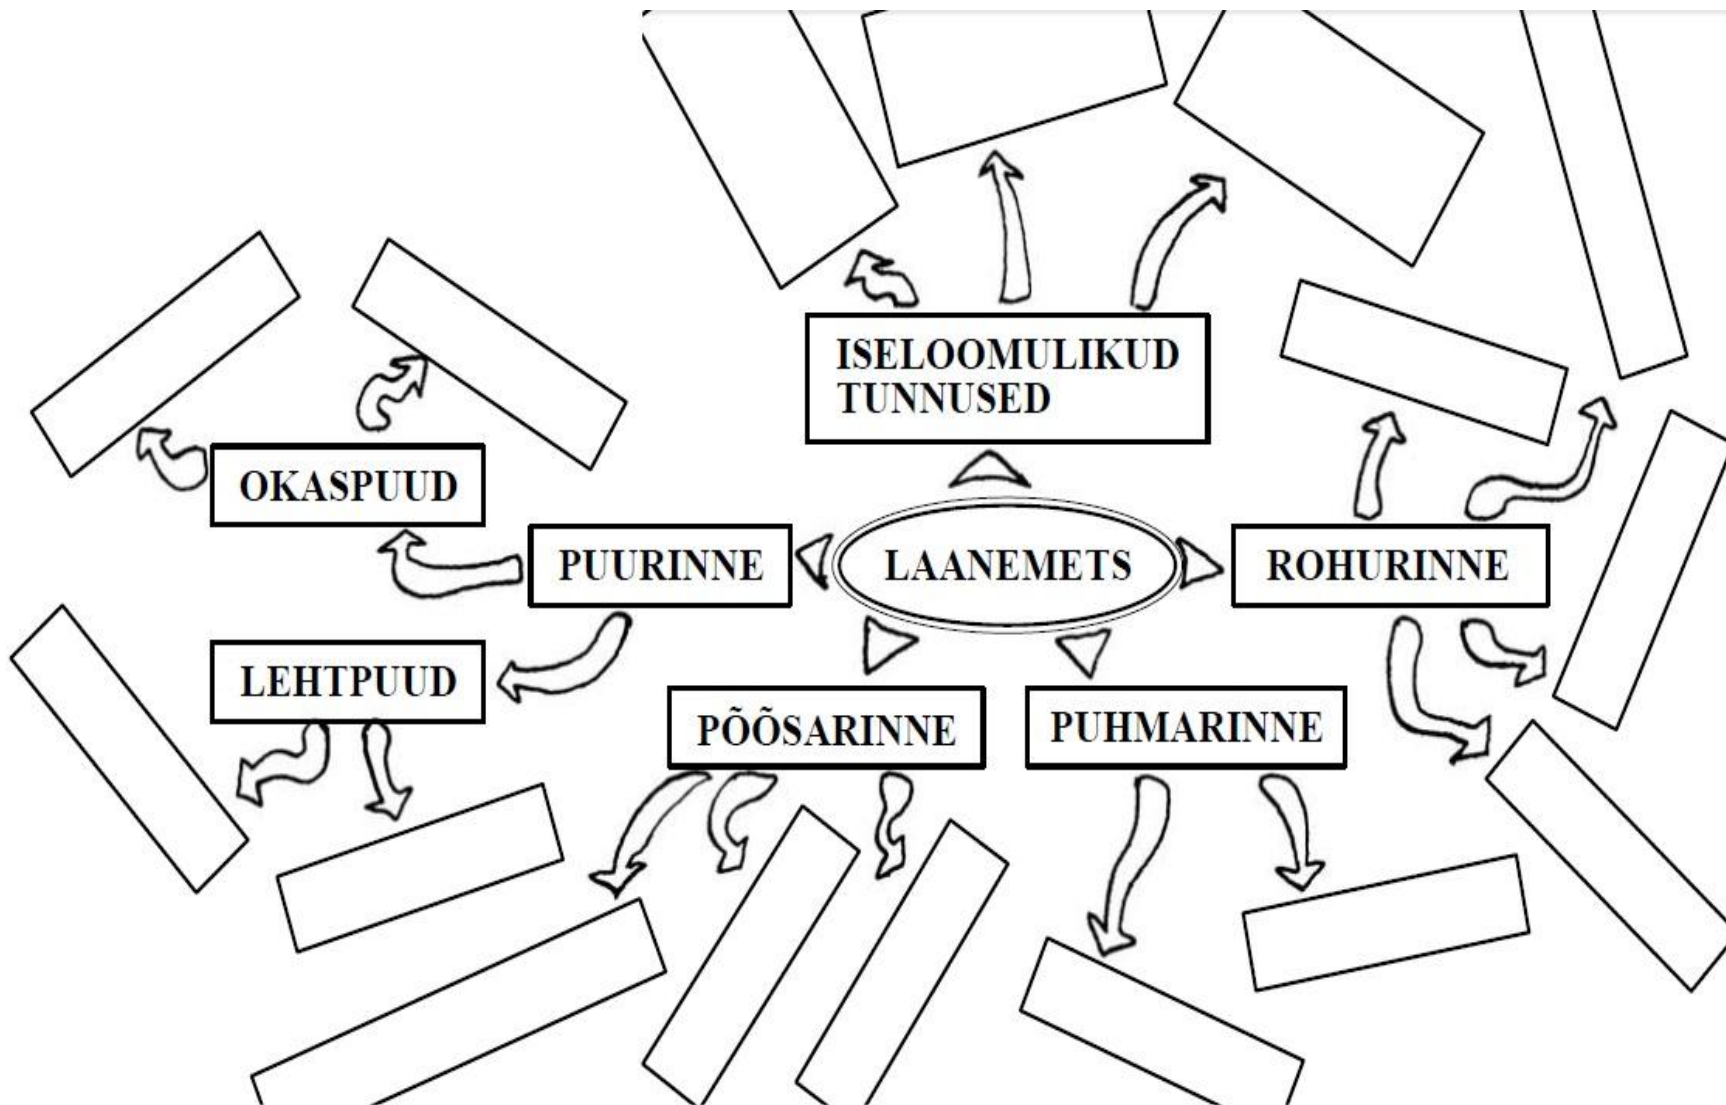 ISELOOMULIKUD
TUNNUSED
OKASPUUD
PUURINNE
LAANEMETS
ROHURINNE
LEHTPUUD
PÕÕSARINNE
PUHMARINNE